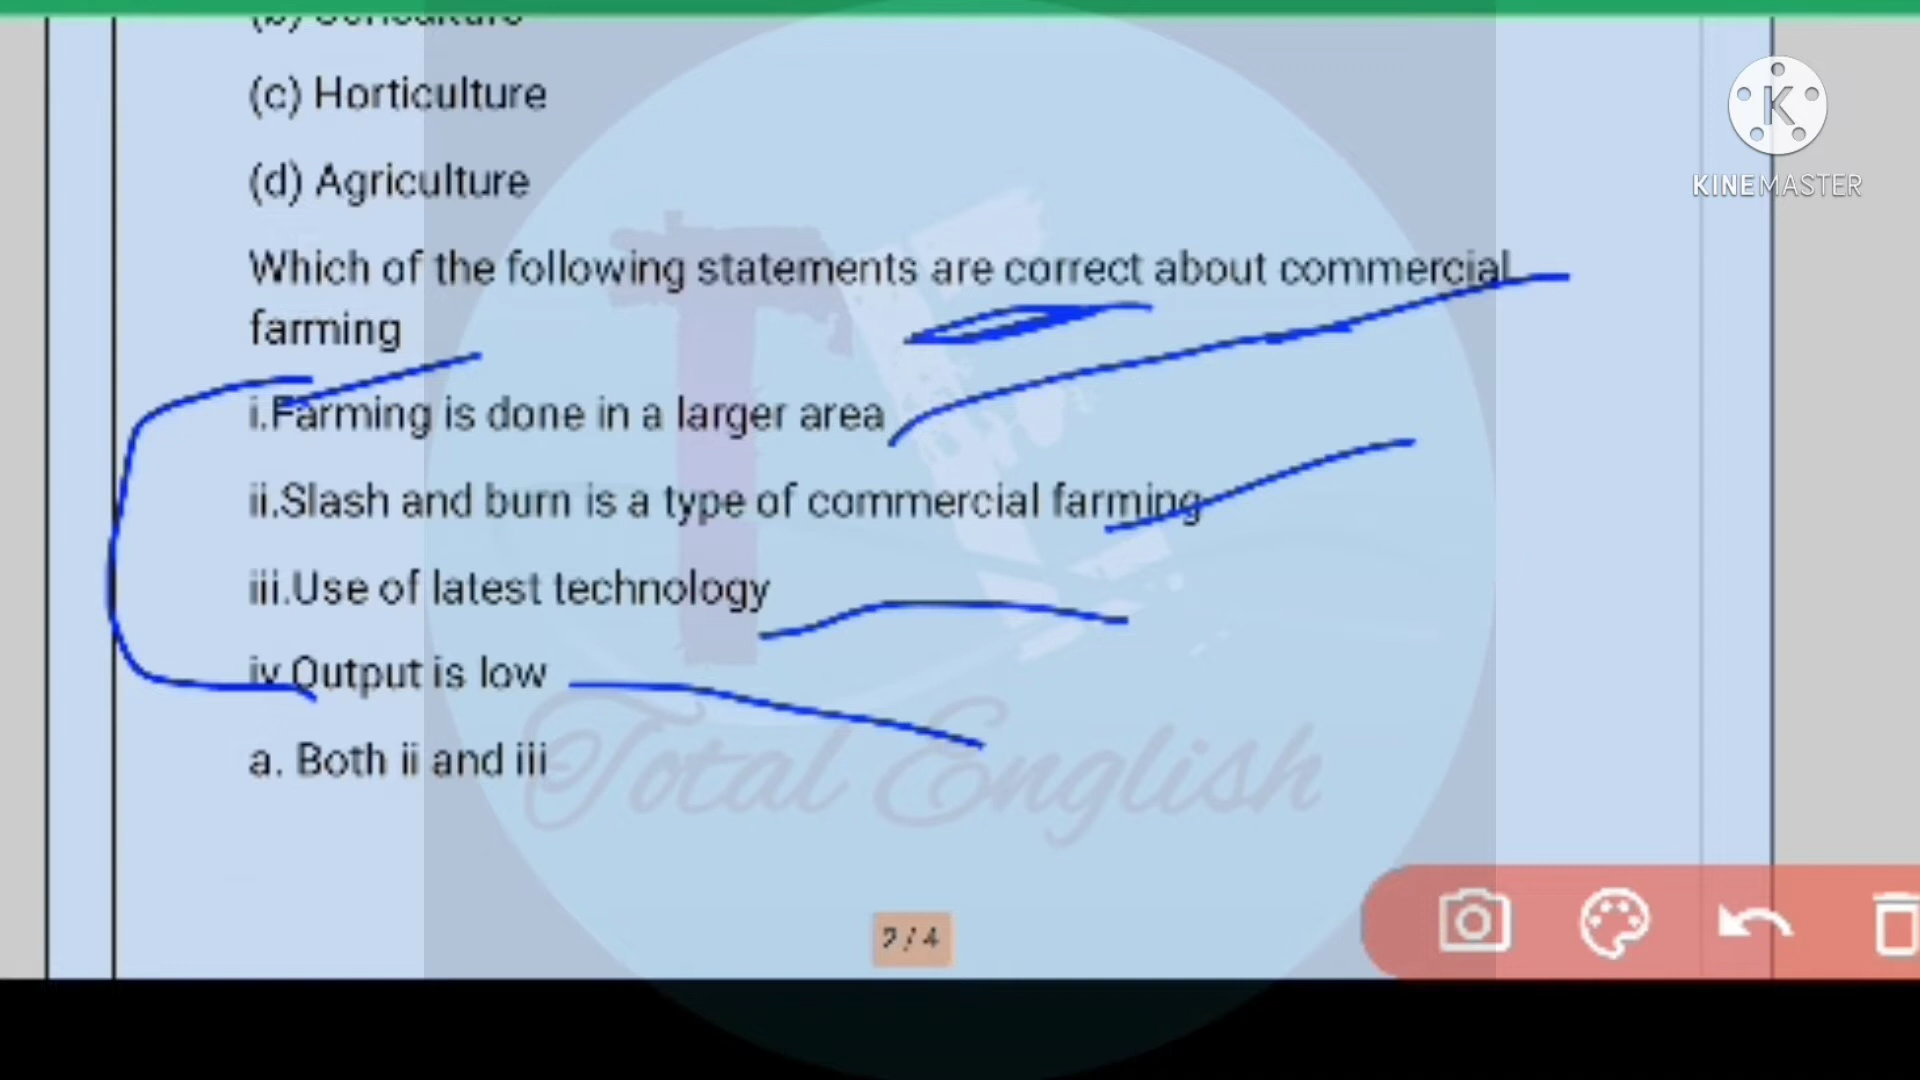 (b) Sericulture
(c) Horticulture
(d) Agriculture
Which of the following statements are correct about commercial
farming
i.Farming is done in a larger area
ii.Slash and burn is a type of commercial farming
iii.Use of latest technology
iv.Output is low
a. Both ii and iii
2/4
K
KINEMASTER
Total English